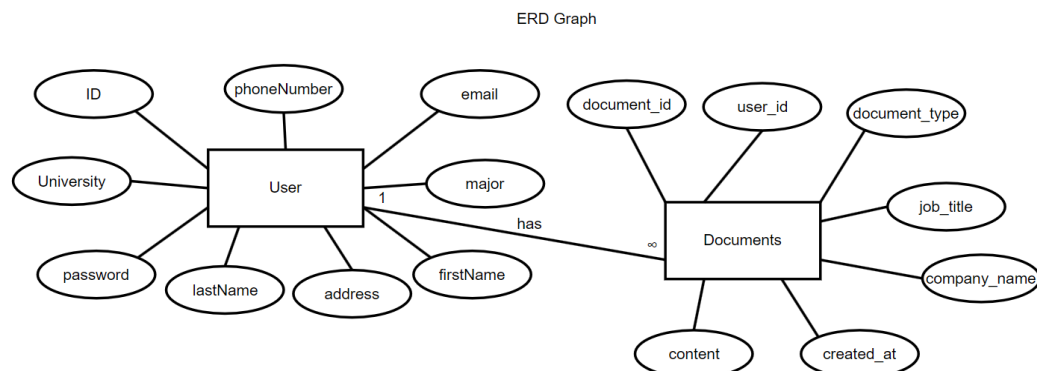 ERD Graph
ID
phoneNumber
email
University
User
major
password
lastName
address
firstName
1
has
∞
document_id
user_id
document_type
Documents
job_title
company_name
content
created_at